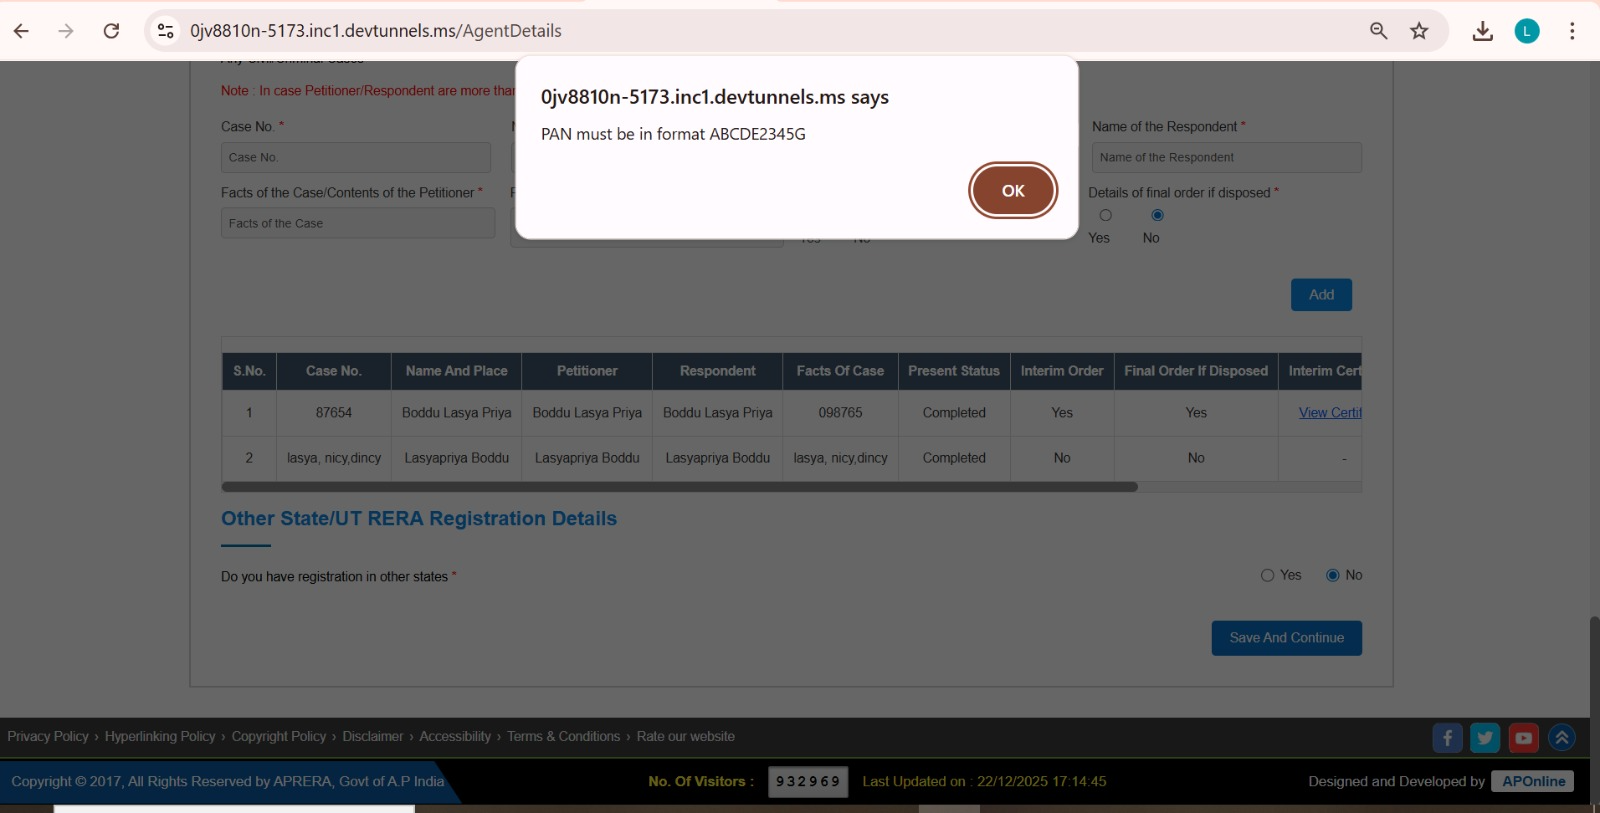 0jv8810n-5173.inc1.devtunnels.ms/AgentDetails
L
0jv8810n-5173.inc1.devtunnels.ms says
PAN must be in format ABCDE2345G
OK
Note : In case Petitioner/Respondent are more than
Case No. *
Name of the Respondent *
Case No.
Name of the Respondent
Facts of the Case/Contents of the Petitioner *
Details of final order if disposed *
Facts of the Case
Yes No
Yes No
Add
S.No. Case No. Name And Place Petitioner Respondent Facts Of Case Present Status Interim Order Final Order If Disposed Interim Cert
1 87654 Boddu Lasya Priya Boddu Lasya Priya Boddu Lasya Priya 098765 Completed Yes Yes View Certif
2 lasya, nicy,dincy Lasyapriya Boddu Lasyapriya Boddu Lasyapriya Boddu lasya, nicy,dincy Completed No No -
Other State/UT RERA Registration Details
Do you have registration in other states * Yes No
Save And Continue
Privacy Policy › Hyperlinking Policy › Copyright Policy › Disclaimer › Accessibility › Terms & Conditions › Rate our website
Copyright © 2017, All Rights Reserved by APRERA, Govt of A.P India No. Of Visitors : 932969 Last Updated on : 22/12/2025 17:14:45 Designed and Developed by APOnline